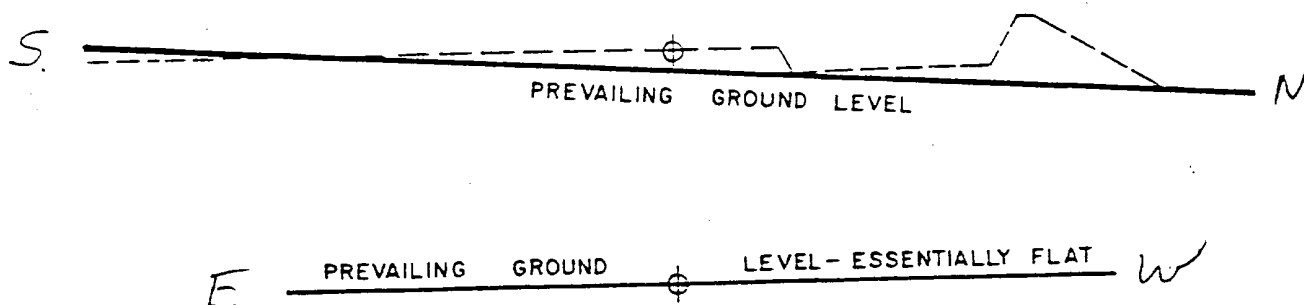 S. N
PREVAILING GROUND LEVEL
E PREVAILING GROUND LEVEL-ESSENTIALLY FLAT W